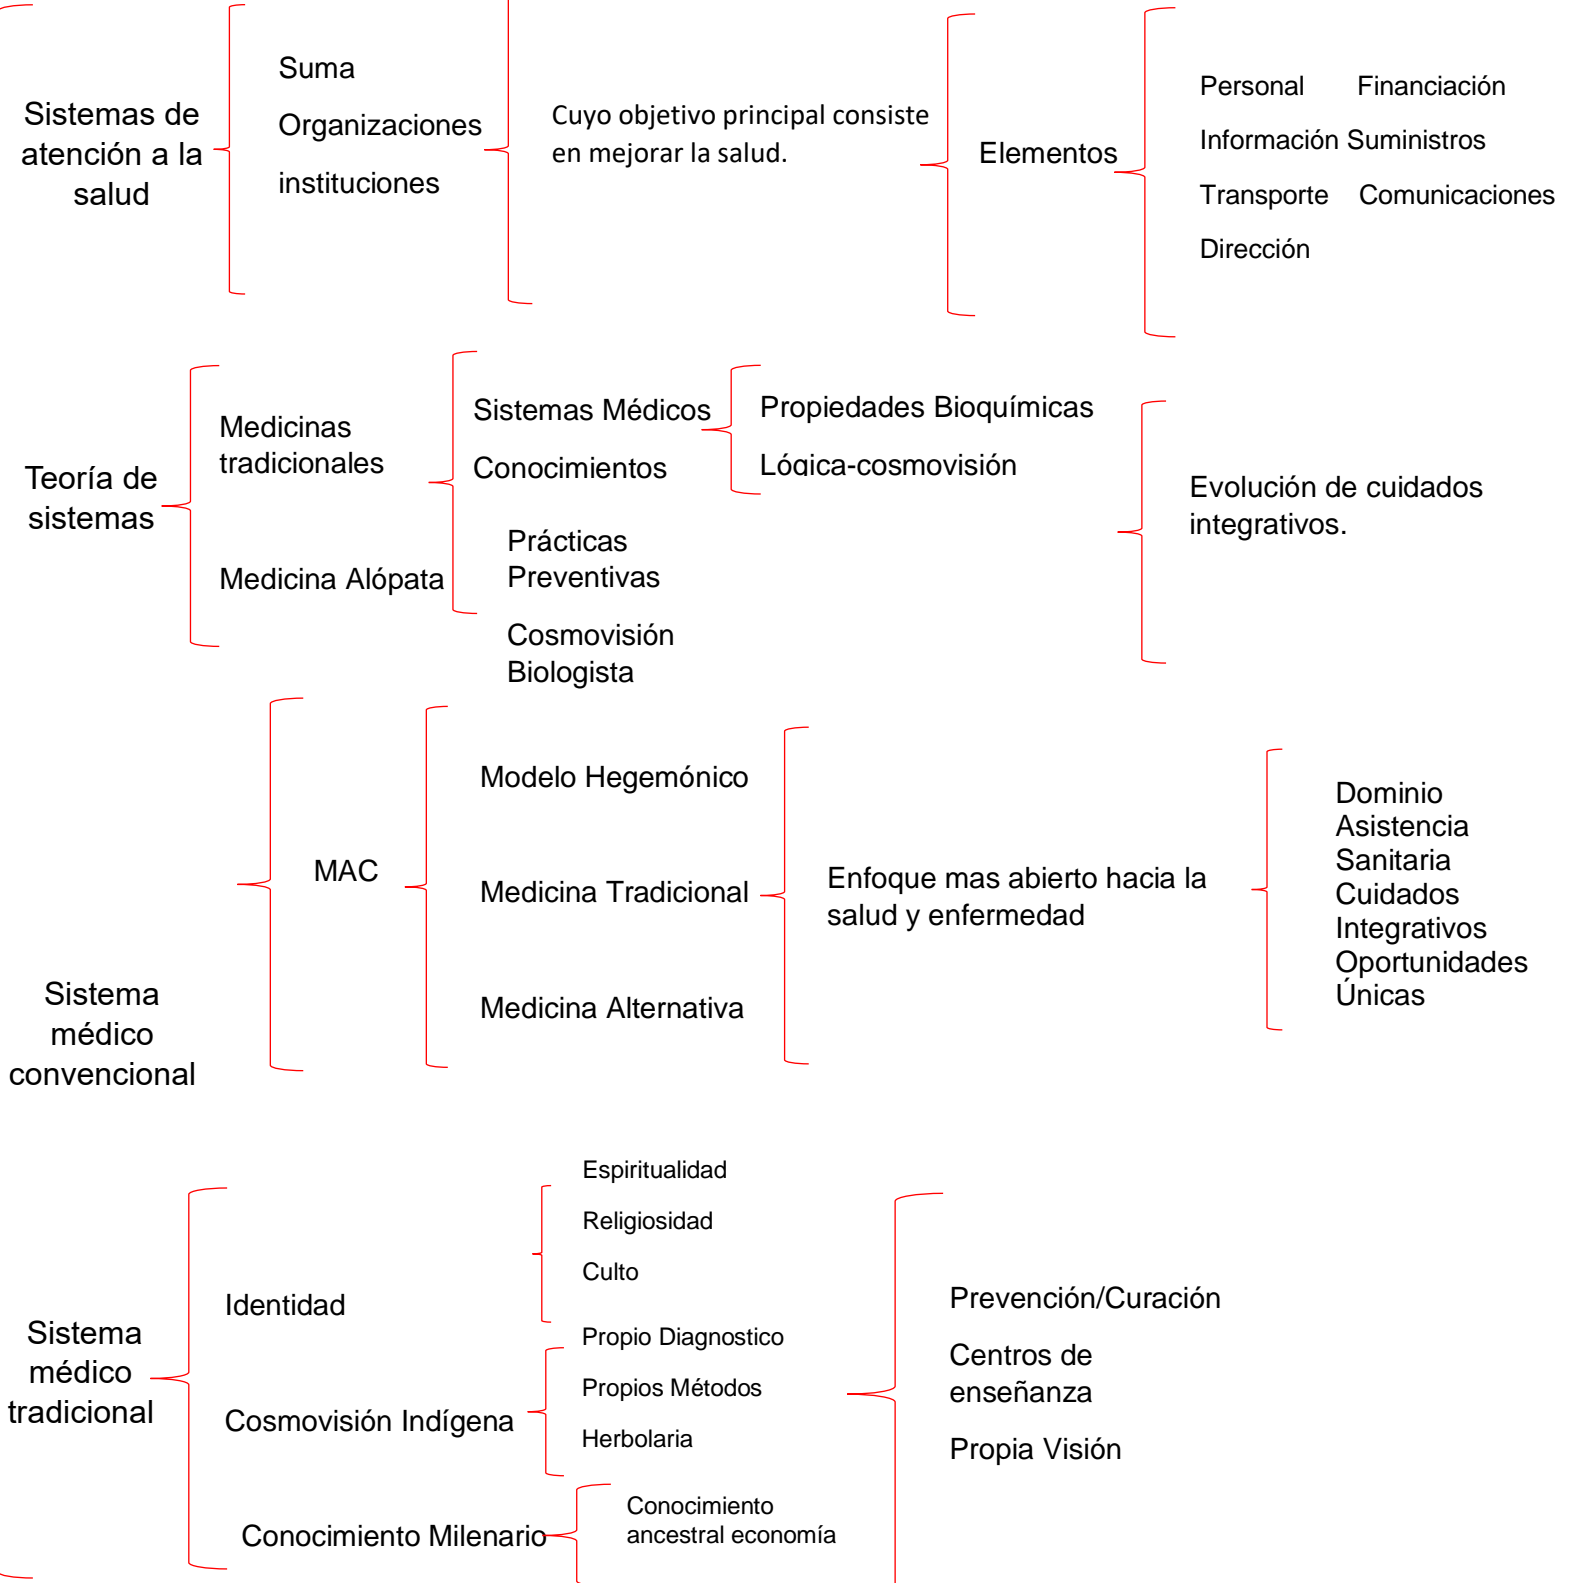 Sistemas de
atención a la
salud
Suma
Organizaciones
instituciones
Cuyo objetivo principal consiste
en mejorar la salud.
Elementos
Personal Financiación
Información Suministros
Transporte Comunicaciones
Dirección
Teoría de
sistemas
Medicinas
tradicionales
Medicina Alópata
Sistemas Médicos
Conocimientos
Prácticas
Preventivas
Cosmovisión
Biologista
Propiedades Bioquímicas
Lógica-cosmovisión
Evolución de cuidados
integrativos.
Sistema
médico
convencional
MAC
Modelo Hegemónico
Medicina Tradicional
Medicina Alternativa
Enfoque mas abierto hacia la
salud y enfermedad
Dominio
Asistencia
Sanitaria
Cuidados
Integrativos
Oportunidades
Únicas
Sistema
médico
tradicional
Identidad
Cosmovisión Indígena
Conocimiento Milenario
Espiritualidad
Religiosidad
Culto
Propio Diagnostico
Propios Métodos
Herbolaria
Conocimiento
ancestral economía
Prevención/Curación
Centros de
enseñanza
Propia Visión